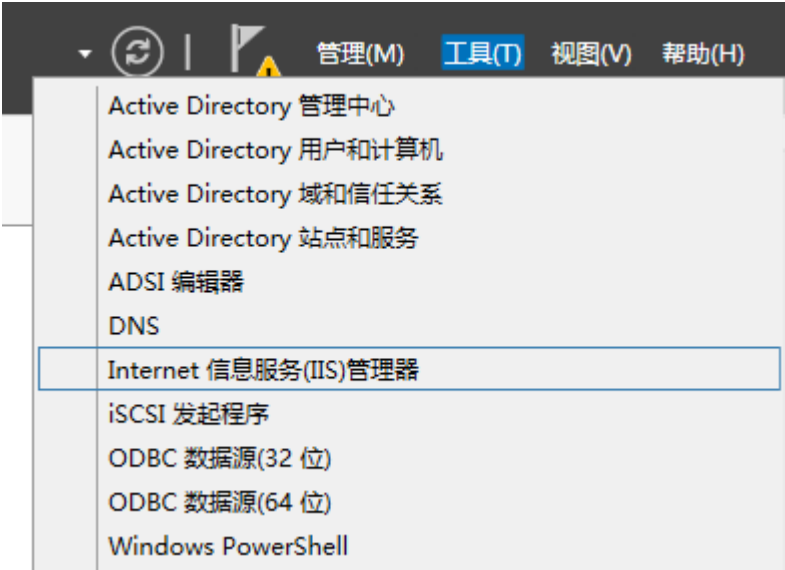 管理(M) 工具(T) 视图(V) 帮助(H)
Active Directory 管理中心
Active Directory 用户和计算机
Active Directory 域和信任关系
Active Directory 站点和服务
ADSI 编辑器
DNS
Internet 信息服务(IIS)管理器
iSCSI 发起程序
ODBC 数据源(32 位)
ODBC 数据源(64 位)
Windows PowerShell